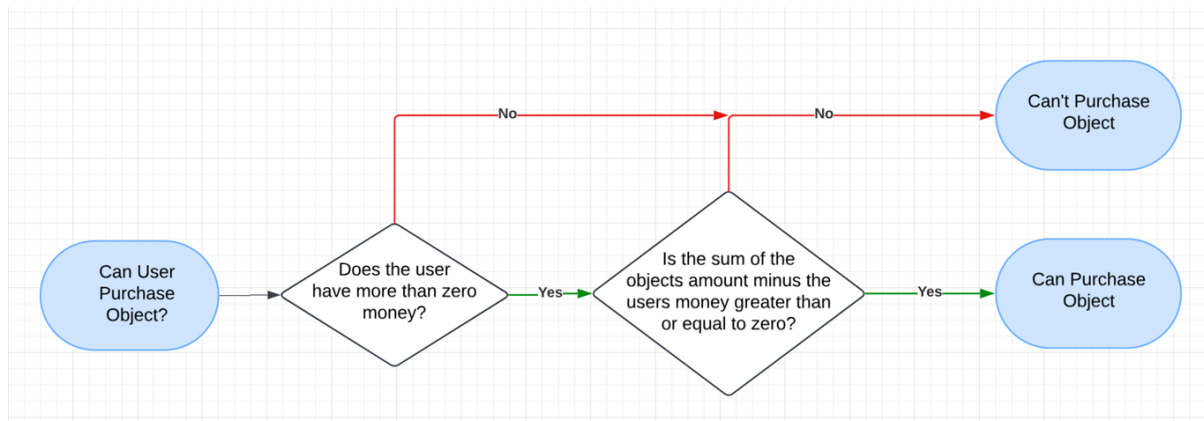 Can User
Purchase
Object?
Does the user
have more than zero
money?
No
Yes
Is the sum of the
objects amount minus the
users money greater than
or equal to zero?
No
Yes
Can't Purchase
Object
Can Purchase
Object